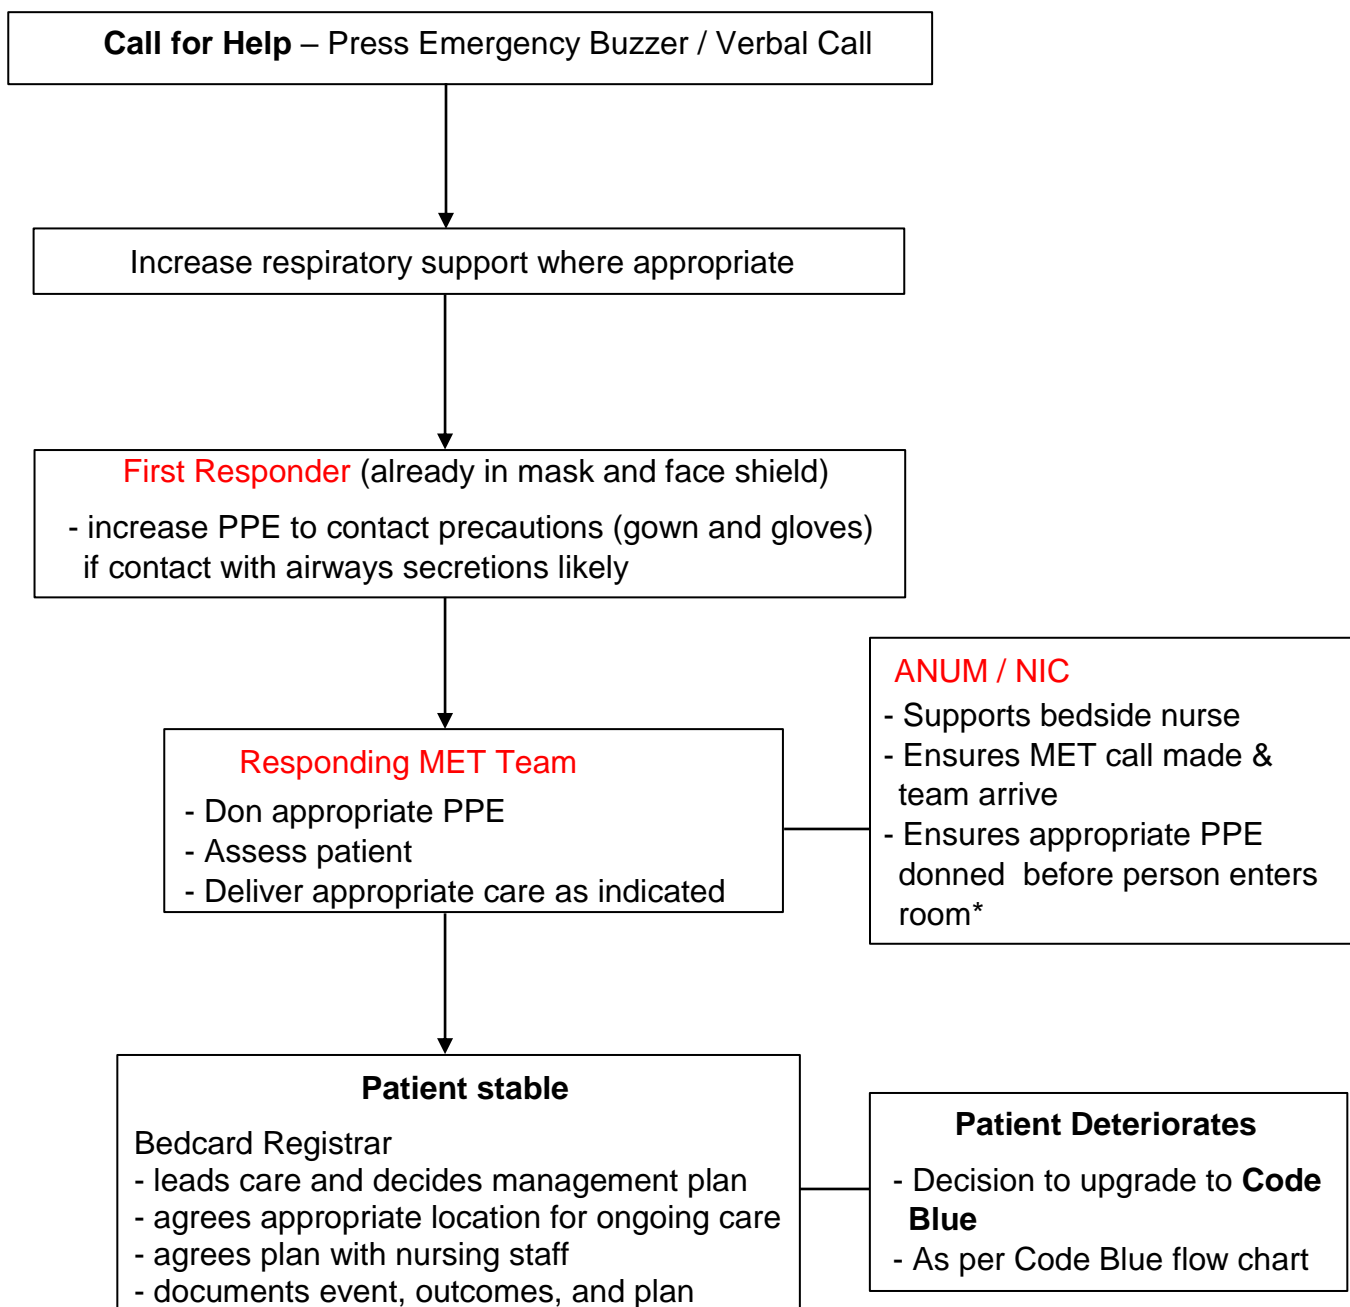 Call for Help – Press Emergency Buzzer / Verbal Call
Increase respiratory support where appropriate
First Responder (already in mask and face shield)
- increase PPE to contact precautions (gown and gloves)
if contact with airways secretions likely
Responding MET Team
- Don appropriate PPE
- Assess patient
- Deliver appropriate care as indicated
ANUM / NIC
- Supports bedside nurse
- Ensures MET call made &
team arrive
- Ensures appropriate PPE
donned before person enters
room*
Patient stable
Bedcard Registrar
- leads care and decides management plan
- agrees appropriate location for ongoing care
- agrees plan with nursing staff
- documents event, outcomes, and plan
Patient Deteriorates
- Decision to upgrade to Code
Blue
- As per Code Blue flow chart